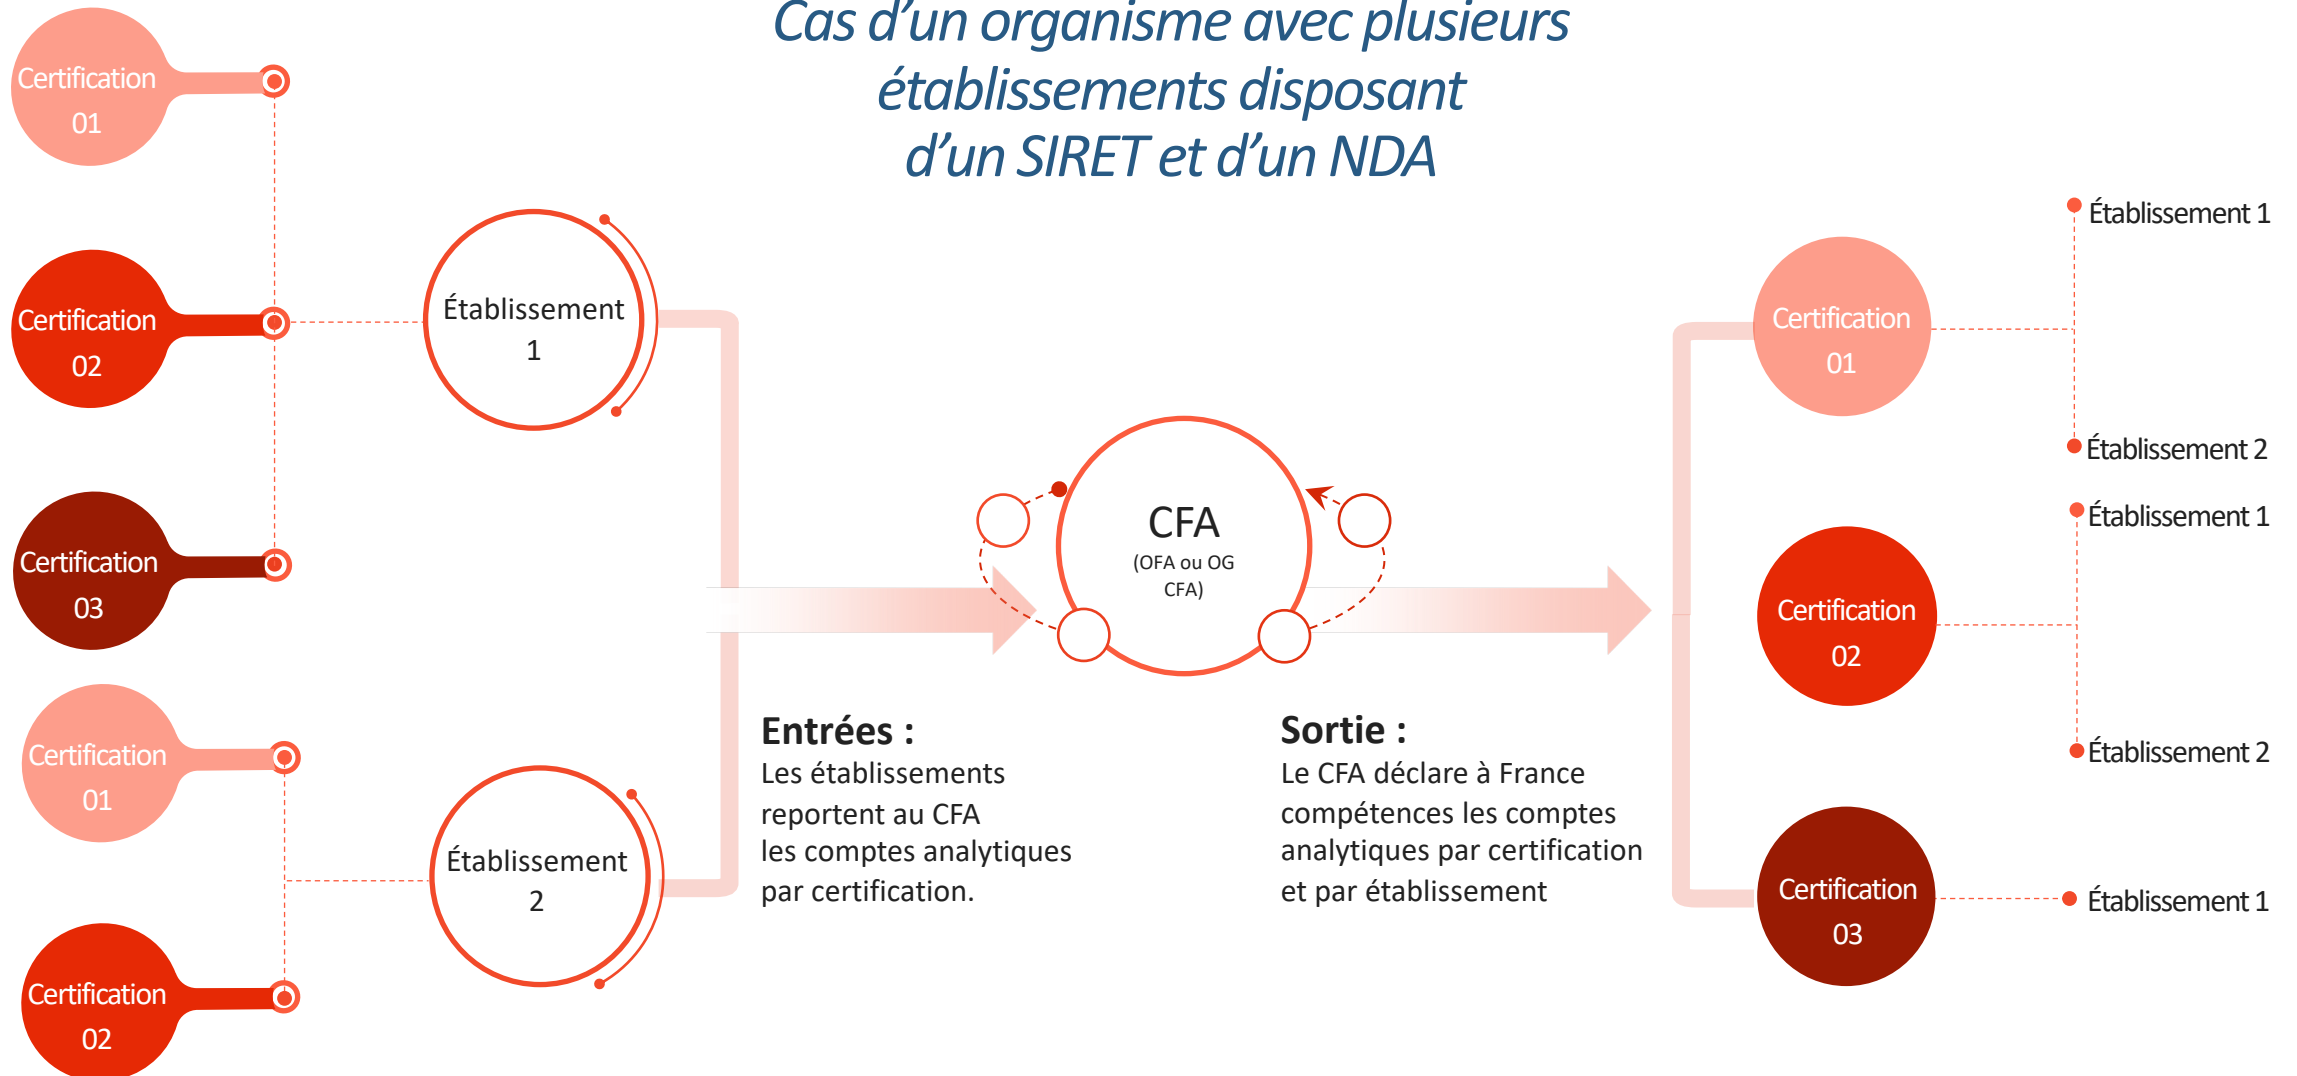 Cas d’un organisme avec plusieurs
établissements disposant
d’un SIRET et d’un NDA
Certification
01
Certification
02
Certification
03
Établissement
1
Certification
01
Certification
02
Établissement
2
Entrées :
Les établissements
reportent au CFA
les comptes analytiques
par certification.
CFA
(OFA ou OG
CFA)
Sortie :
Le CFA déclare à France
compétences les comptes
analytiques par certification
et par établissement
Certification
01
Établissement 1
Établissement 2
Certification
02
Établissement 1
Établissement 2
Certification
03
Établissement 1